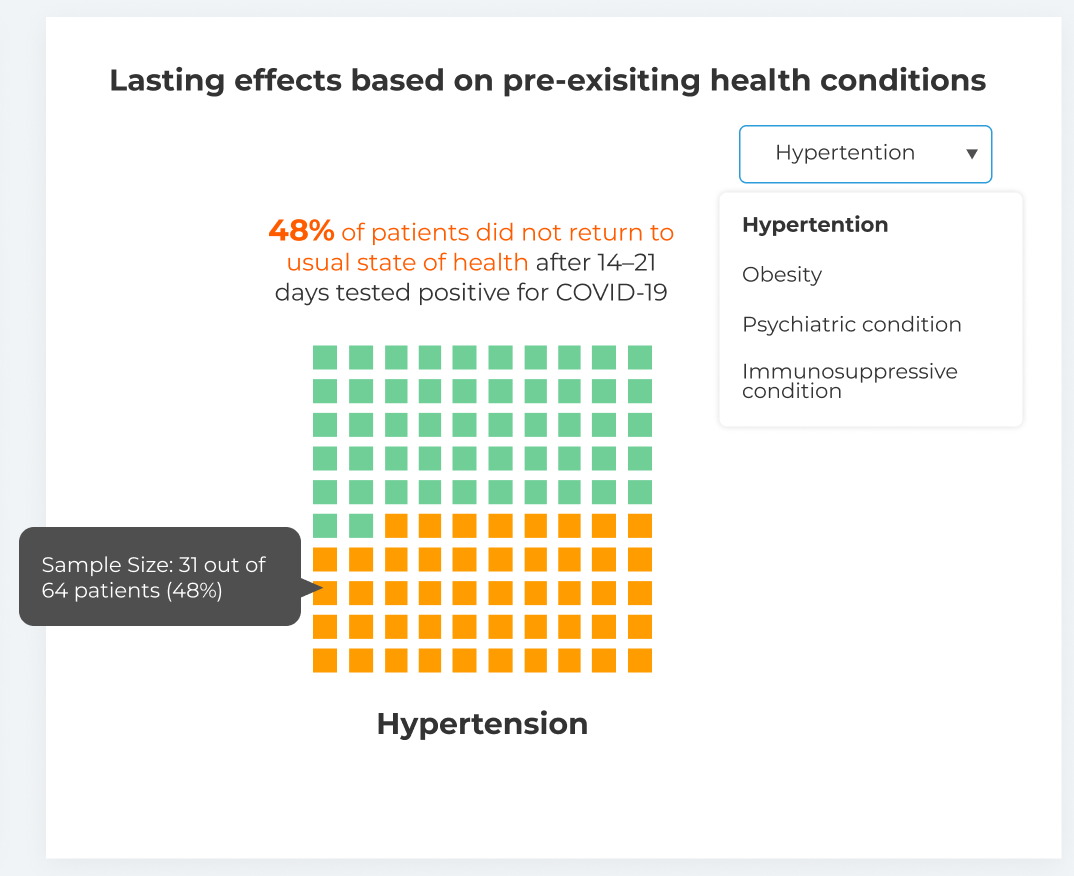 Lasting effects based on pre-exisiting health conditions
Hypertention ▼
Hypertention
Obesity
Psychiatric condition
Immunosuppressive
condition
48% of patients did not return to
usual state of health after 14–21
days tested positive for COVID-19
Sample Size: 31 out of
64 patients (48%)
Hypertension